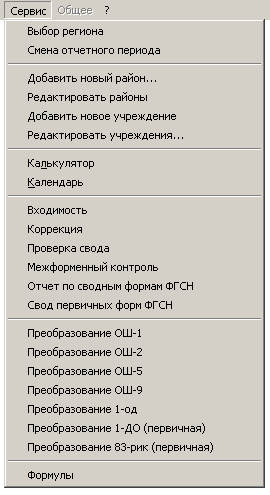 Сервис Общее ?
Выбор региона
Смена отчетного периода
Добавить новый район...
Редактировать районы
Добавить новое учреждение
Редактировать учреждения...
Калькулятор
Календарь
Входимость
Коррекция
Проверка свода
Межформенный контроль
Отчет по сводным формам ФГСН
Свод первичных форм ФГСН
Преобразование ОШ-1
Преобразование ОШ-2
Преобразование ОШ-5
Преобразование ОШ-9
Преобразование 1-од
Преобразование 1-ДО (первичная)
Преобразование 83-рик (первичная)
Формулы